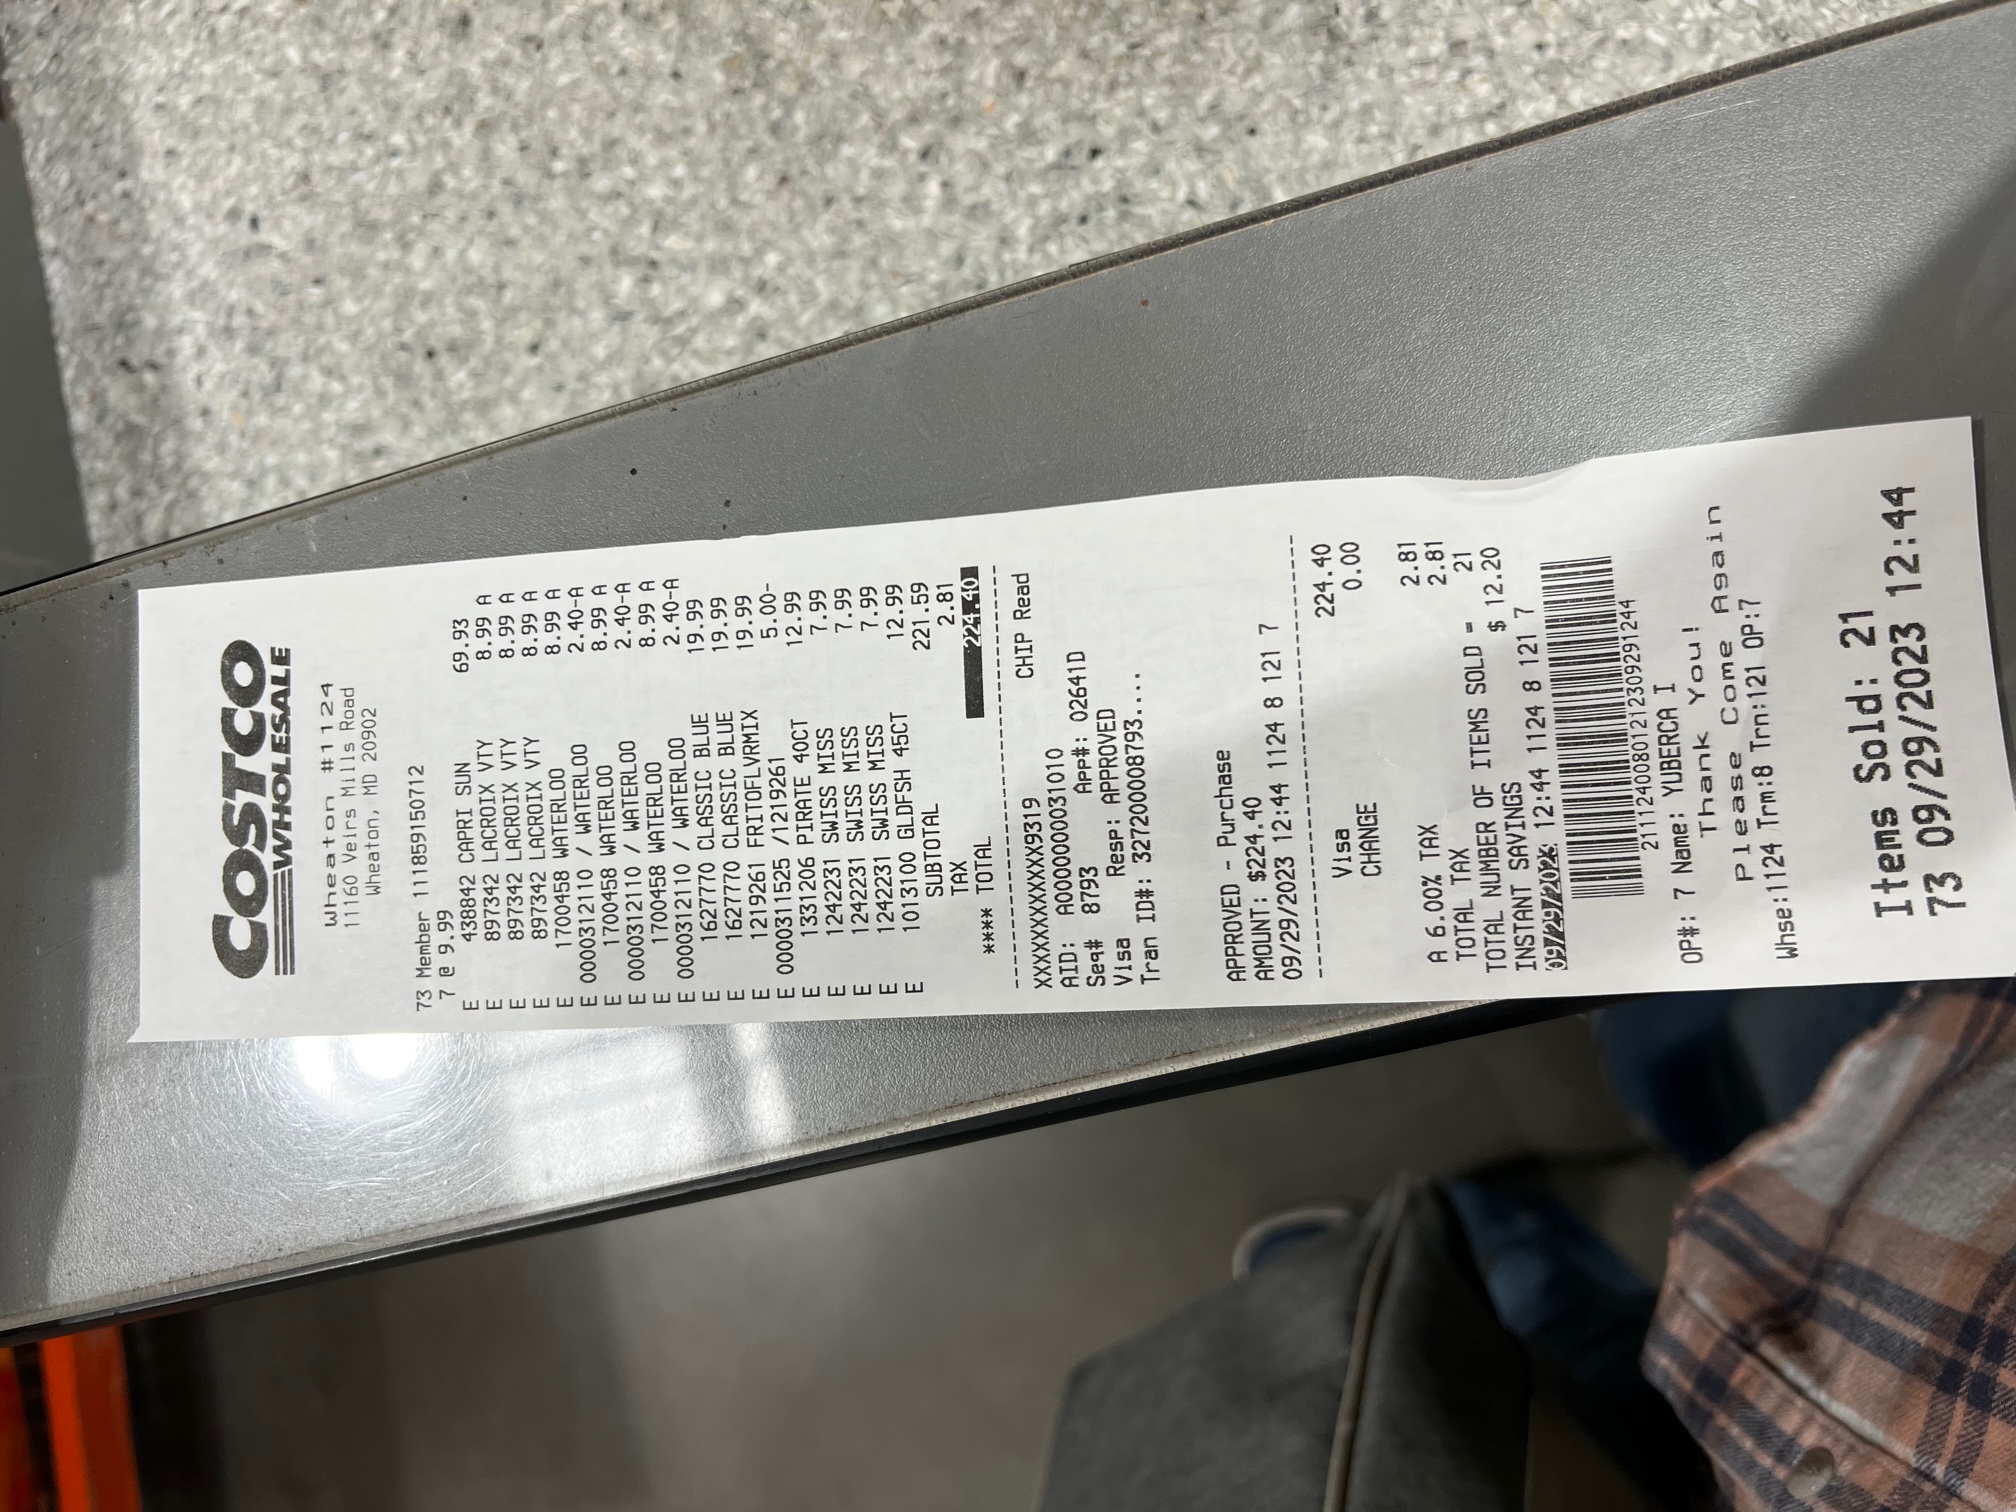 COSTCO
WHOLESALE
Wheaton #1124
11160 Veirs Mills Road
Wheaton, MD 20902
73 Member 111859150712
7 @ 9.99
E 438842 CAPRI SUN 69.93
E 897342 LACROIX VTY 8.99 A
E 897342 LACROIX VTY 8.99 A
E 897342 LACROIX VTY 8.99 A
E 1700458 WATERLOO 8.99 A
E 0000312110 / WATERLOO 2.40-A
E 1700458 WATERLOO 8.99 A
E 0000312110 / WATERLOO 2.40-A
E 1700458 WATERLOO 8.99 A
E 0000312110 / WATERLOO 2.40-A
E 1627770 CLASSIC BLUE 19.99
E 1627770 CLASSIC BLUE 19.99
E 1219261 FRITOFLVRMIX 19.99
E 0000311525 /1219261 5.00-
E 1331206 PIRATE 40CT 12.99
E 1242231 SWISS MISS 7.99
E 1242231 SWISS MISS 7.99
E 1242231 SWISS MISS 7.99
E 1013100 GLDFSH 45CT 12.99
SUBTOTAL 221.59
TAX 2.81
**** TOTAL 224.40
XXXXXXXXXXXX9319 CHIP Read
AID: A0000000031010
Seq# 8793 App#: 02641D
Visa Resp: APPROVED
Tran ID#: 327200008793....
APPROVED - Purchase
AMOUNT: $224.40
09/29/2023 12:44 1124 8 121 7
Visa 224.40
CHANGE 0.00
A 6.00% TAX 2.81
TOTAL TAX 2.81
TOTAL NUMBER OF ITEMS SOLD = 21
INSTANT SAVINGS $ 12.20
09/29/2023 12:44 1124 8 121 7
21112400801212309291244
OP#: 7 Name: YUBERCA I
Thank You!
Please Come Again
Whse:1124 Trm:8 Trn:121 OP:7
Items Sold: 21
73 09/29/2023 12:44